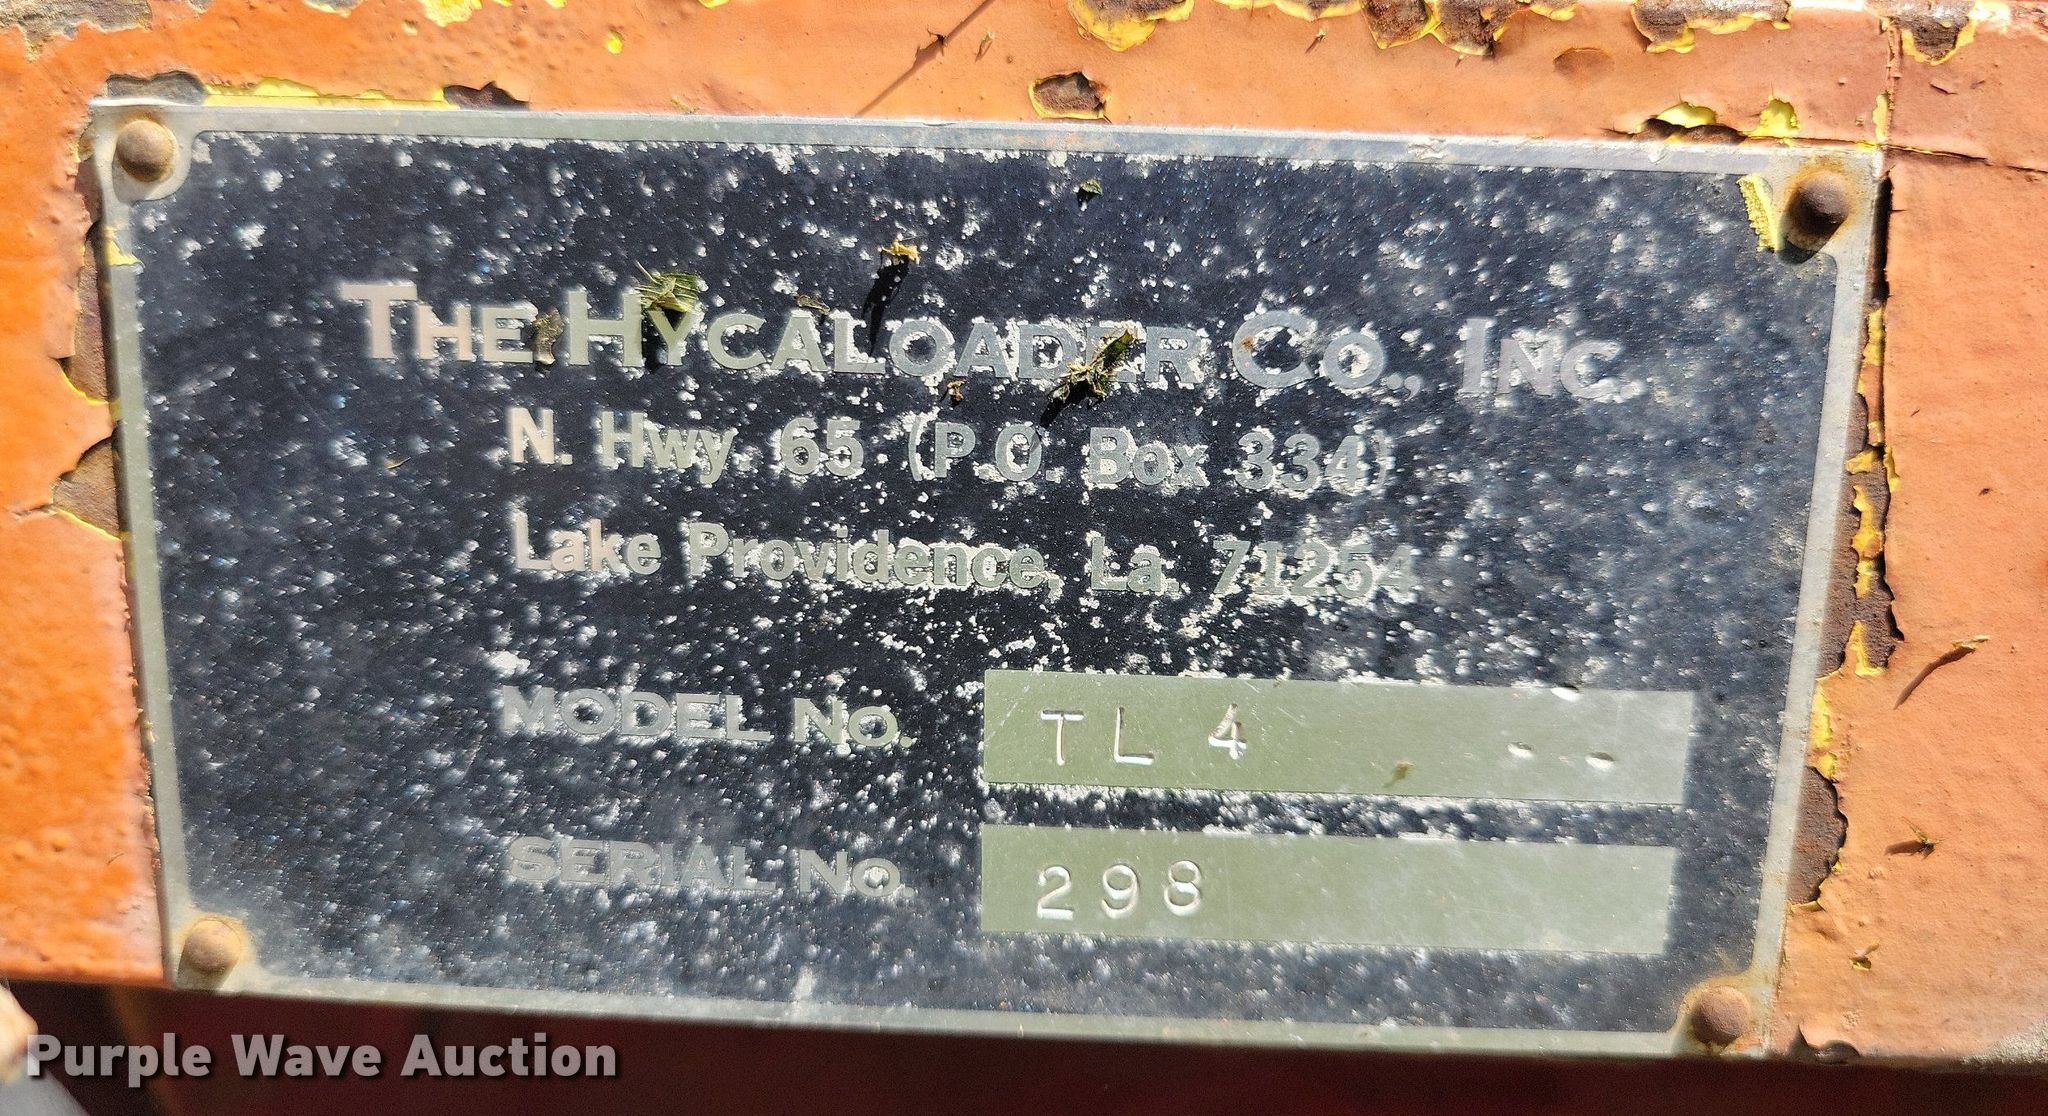 THE HYCALOADER CO., INC.
N. Hwy. 65 (P.O. Box 334)
Lake Providence, La. 71254
MODEL NO. TL 4
SERIAL NO. 298
Purple Wave Auction